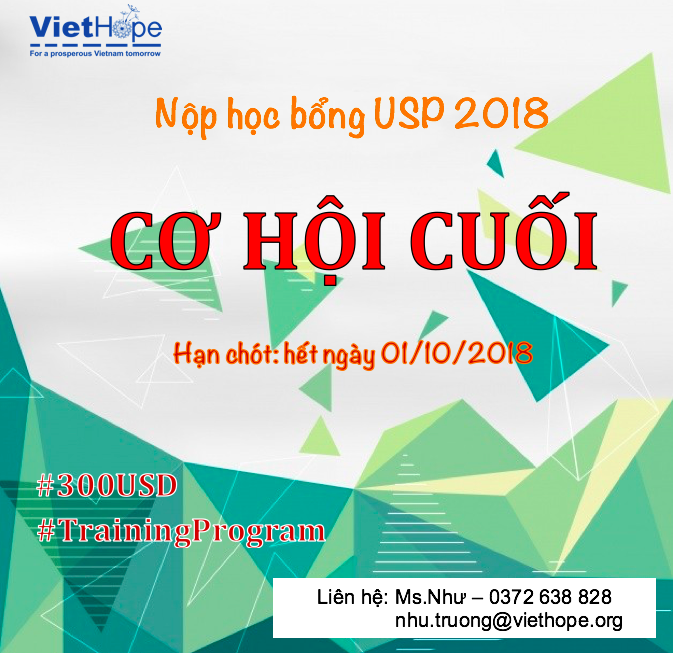 VietHope
For a prosperous Vietnam tomorrow
Nộp học bổng USP 2018
CƠ HỘI CUỐI
Hạn chót: hết ngày 01/10/2018
#300USD
#TrainingProgram
Liên hệ: Ms.Như – 0372 638 828
nhu.truong@viethope.org